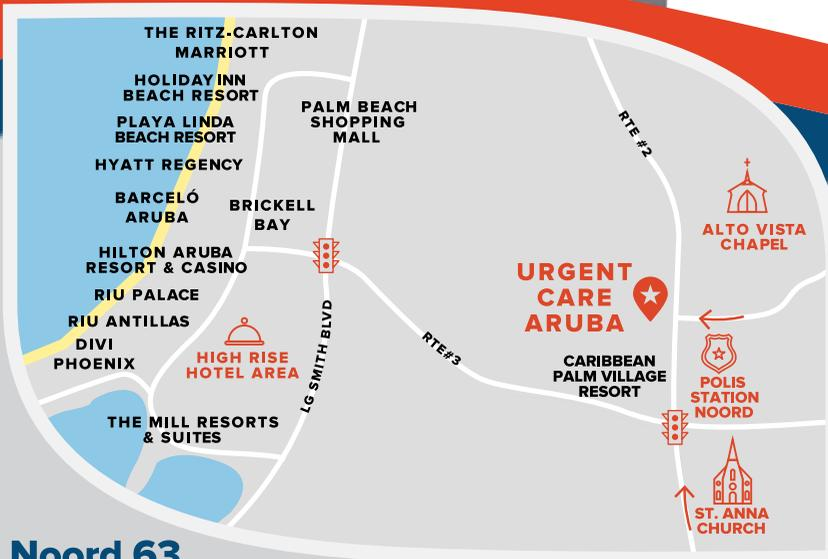 THE RITZ-CARLTON
MARRIOTT
HOLIDAY INN
BEACH RESORT
PLAYA LINDA
BEACH RESORT
HYATT REGENCY
BARCELÓ
ARUBA
HILTON ARUBA
RESORT & CASINO
RIU PALACE
RIU ANTILLAS
DIVI
PHOENIX
THE MILL RESORTS
& SUITES
PALM BEACH
SHOPPING
MALL
BRICKELL
BAY
HIGH RISE
HOTEL AREA
LG SMITH BLVD
RTE#3
RTE #2
URGENT
CARE
ARUBA
CARIBBEAN
PALM VILLAGE
RESORT
ALTO VISTA
CHAPEL
POLIS
STATION
NOORD
ST. ANNA
CHURCH
Noord 63